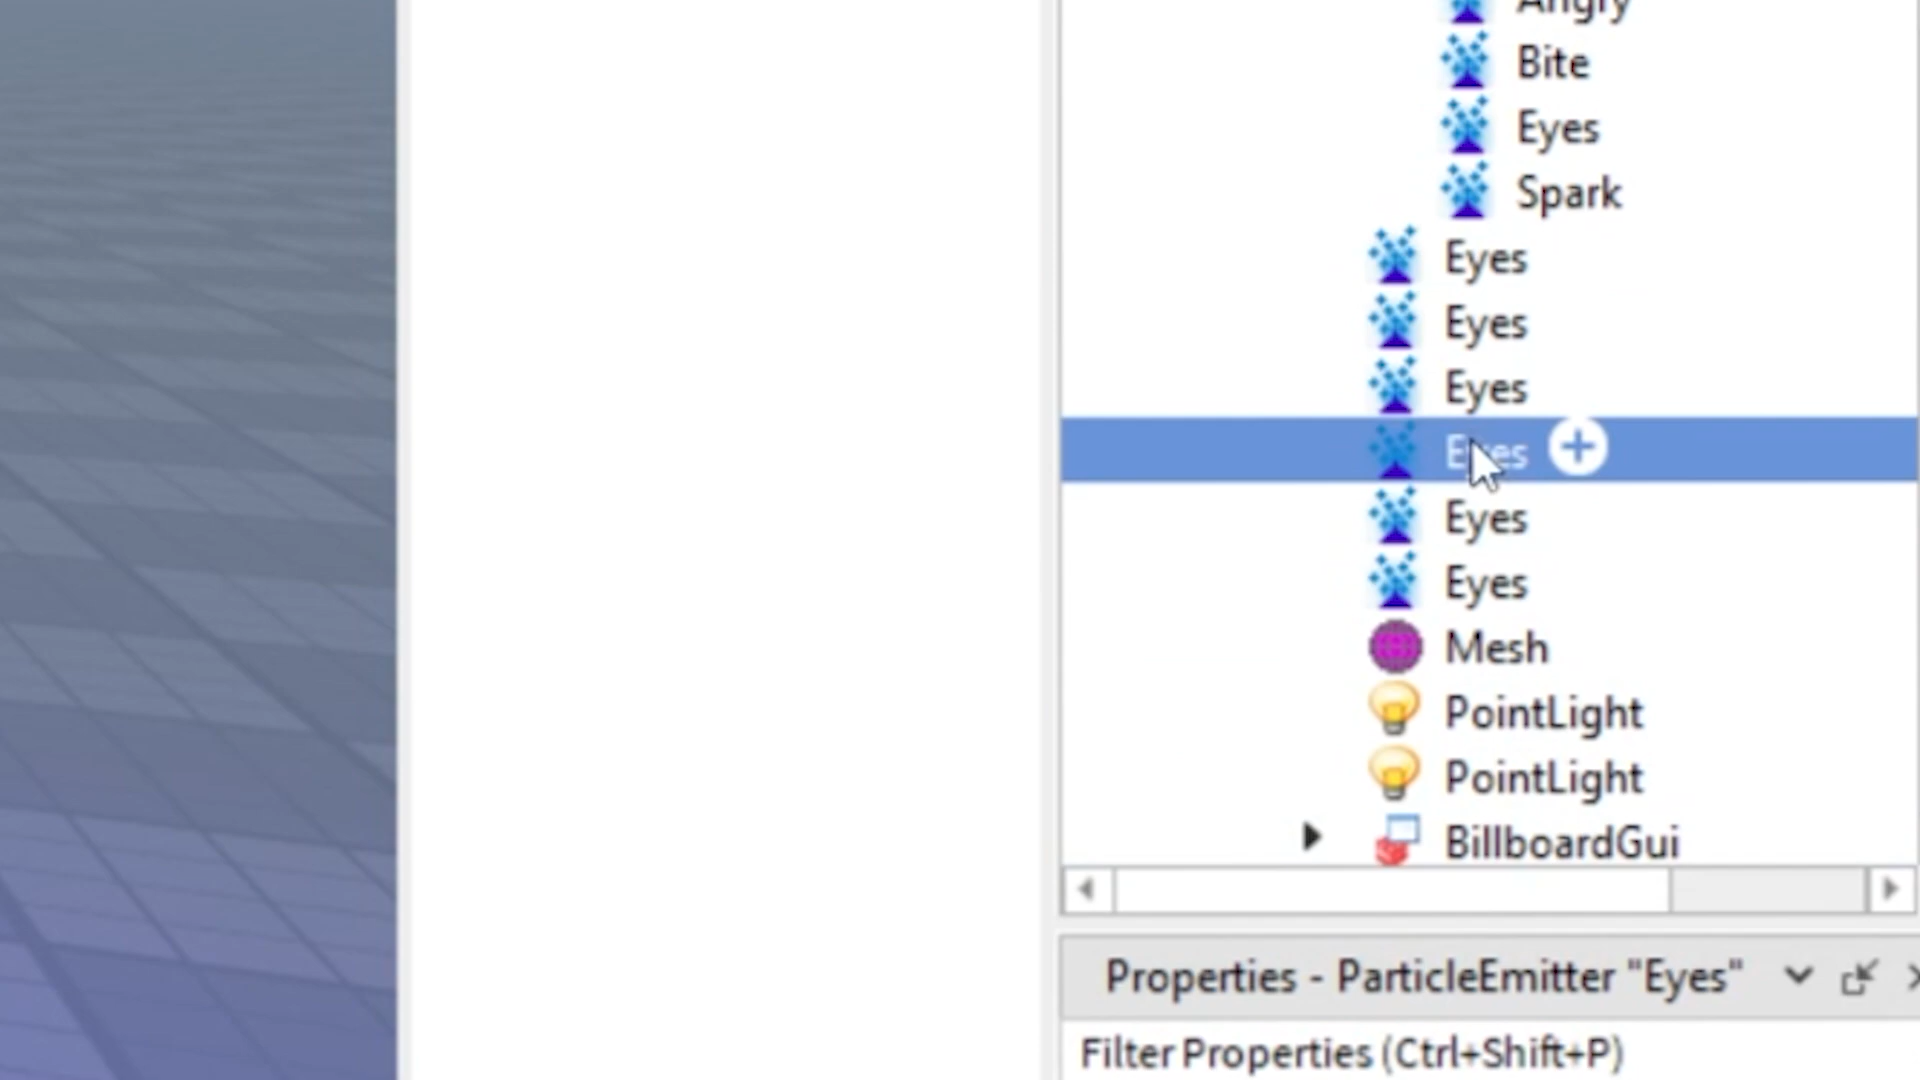 Angry
Bite
Eyes
Spark
Eyes
Eyes
Eyes
Eyes
Eyes
Eyes
Mesh
PointLight
PointLight
BillboardGui
Properties - ParticleEmitter "Eyes"
Filter Properties (Ctrl+Shift+P)